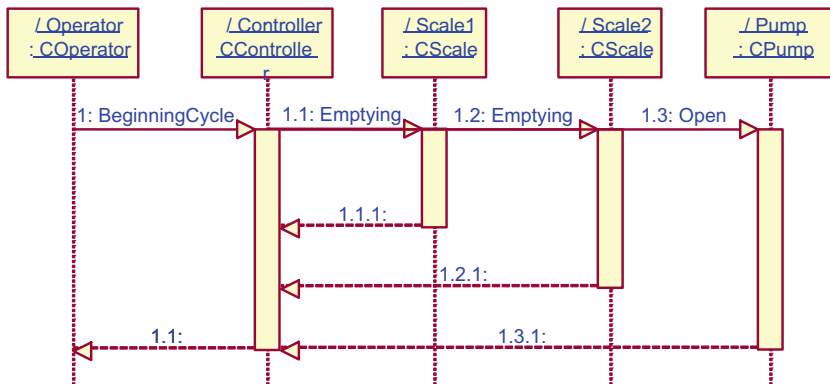 / Operator
: COperator
/ Controller
CControlle
r
/ Scale1
: CScale
/ Scale2
: CScale
/ Pump
: CPump
1: BeginningCycle
1.1: Emptying
1.2: Emptying
1.3: Open
1.1.1:
1.2.1:
1.1:
1.3.1: